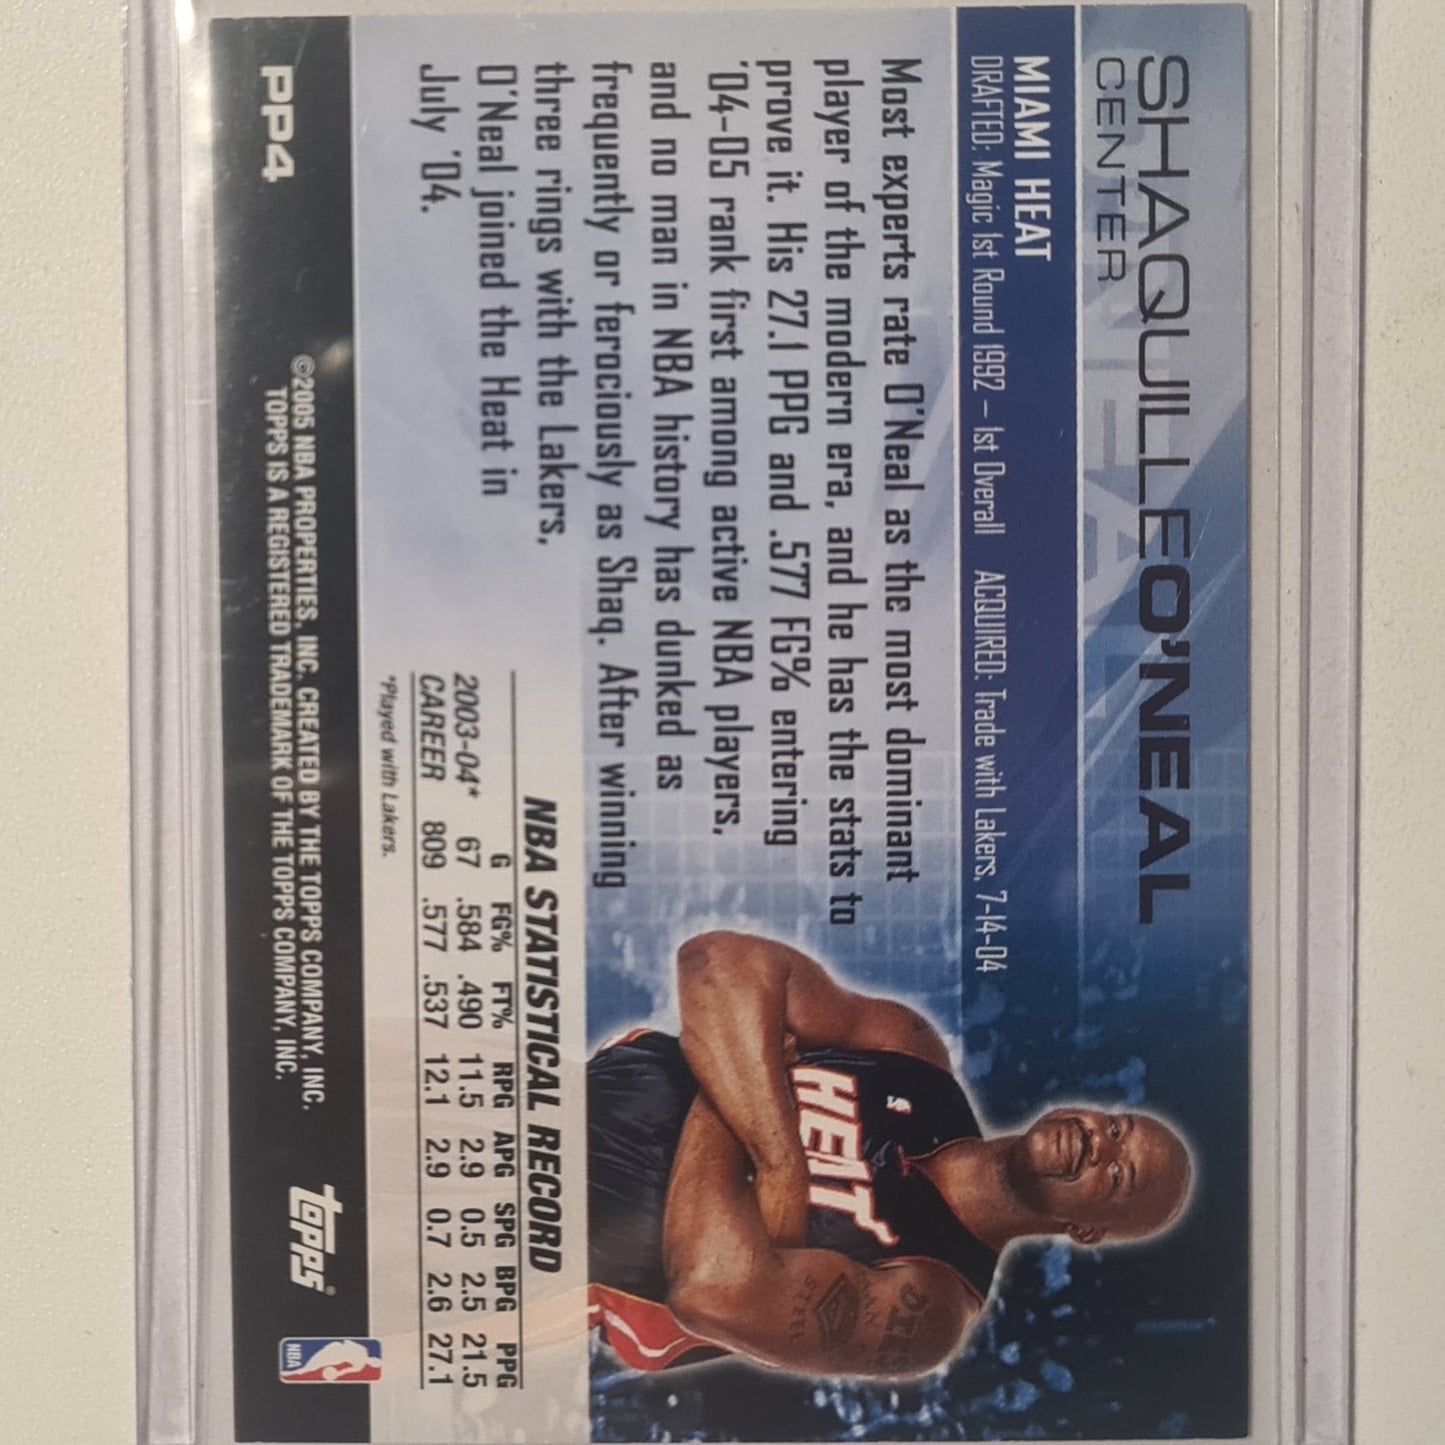 SHAQUILLE O'NEAL
CENTER
MIAMI HEAT
DRAFTED: Magic 1st Round 1992 – 1st Overall ACQUIRED: Trade with Lakers, 7-14-04
Most experts rate O'Neal as the most dominant
player of the modern era, and he has the stats to
prove it. His 27.1 PPG and .577 FG% entering
'04-05 rank first among active NBA players,
and no man in NBA history has dunked as
frequently or ferociously as Shaq. After winning
three rings with the Lakers,
O'Neal joined the Heat in
July '04.
HEAT
MAN
STEEL
NBA STATISTICAL RECORD
G FG% FT% RPG APG SPG BPG PPG
2003-04* 67 .584 .490 11.5 2.9 0.5 2.5 21.5
CAREER 809 .577 .537 12.1 2.9 0.7 2.6 27.1
*Played with Lakers.
PP4
©2005 NBA PROPERTIES, INC. CREATED BY THE TOPPS COMPANY, INC.
TOPPS IS A REGISTERED TRADEMARK OF THE TOPPS COMPANY, INC.
topps®
NBA